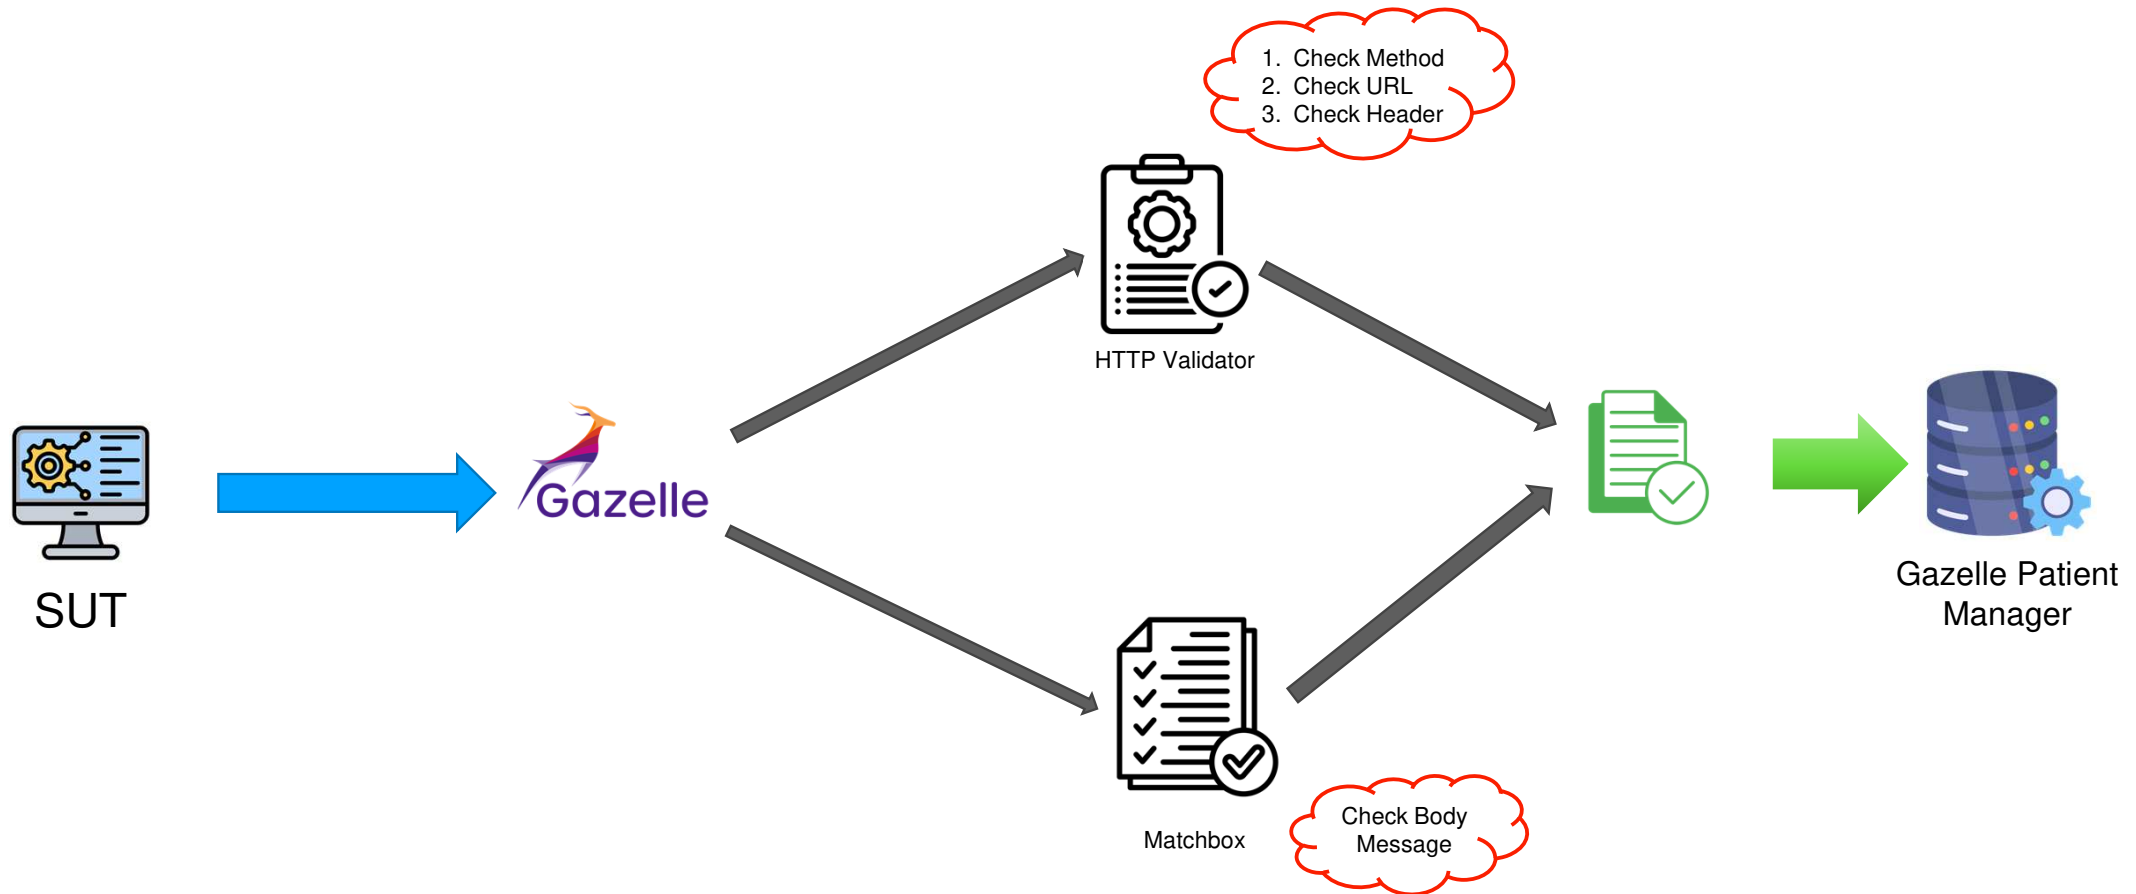 1. Check Method
2. Check URL
3. Check Header
HTTP Validator
SUT
Gazelle
Gazelle Patient
Manager
Matchbox
Check Body
Message